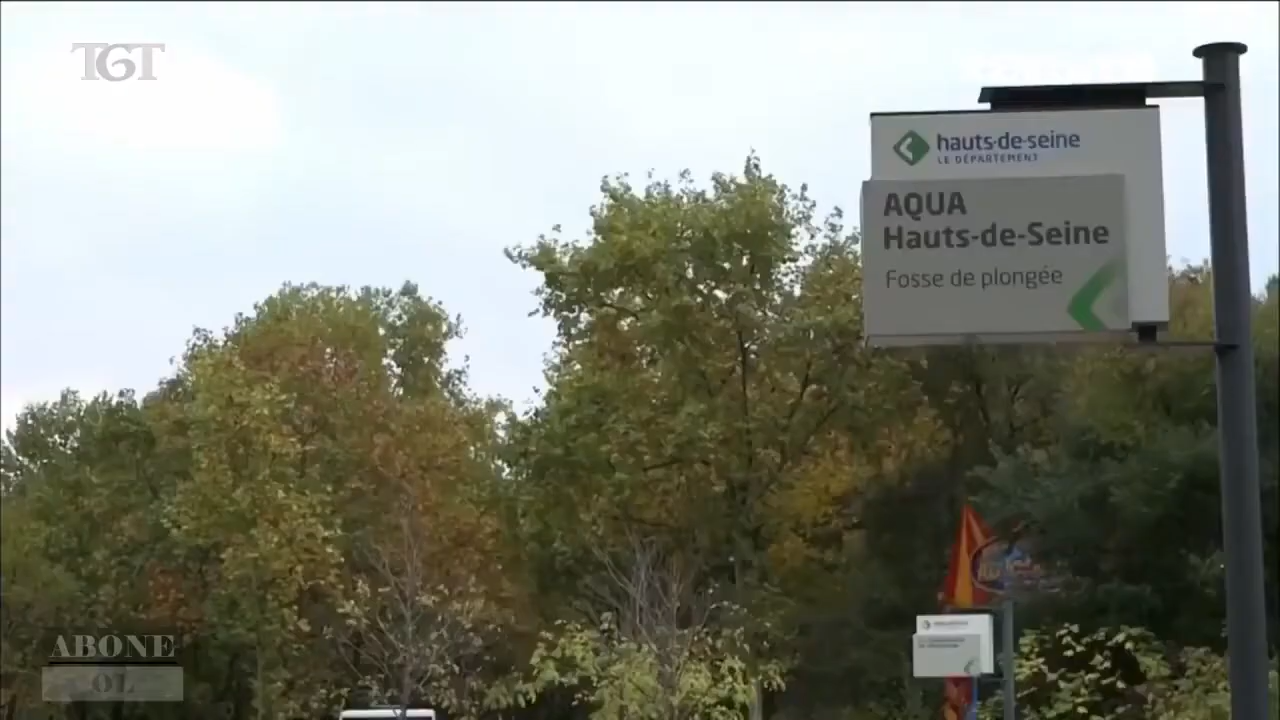 TGT
hauts-de-seine
LE DÉPARTEMENT
AQUA
Hauts-de-Seine
Fosse de plongée
ABONE
OL